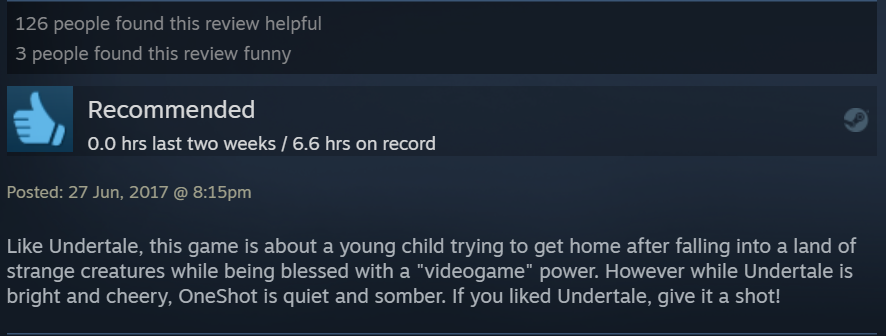 126 people found this review helpful
3 people found this review funny
Recommended
0.0 hrs last two weeks / 6.6 hrs on record
Posted: 27 Jun, 2017 @ 8:15pm
Like Undertale, this game is about a young child trying to get home after falling into a land of
strange creatures while being blessed with a "videogame" power. However while Undertale is
bright and cheery, OneShot is quiet and somber. If you liked Undertale, give it a shot!